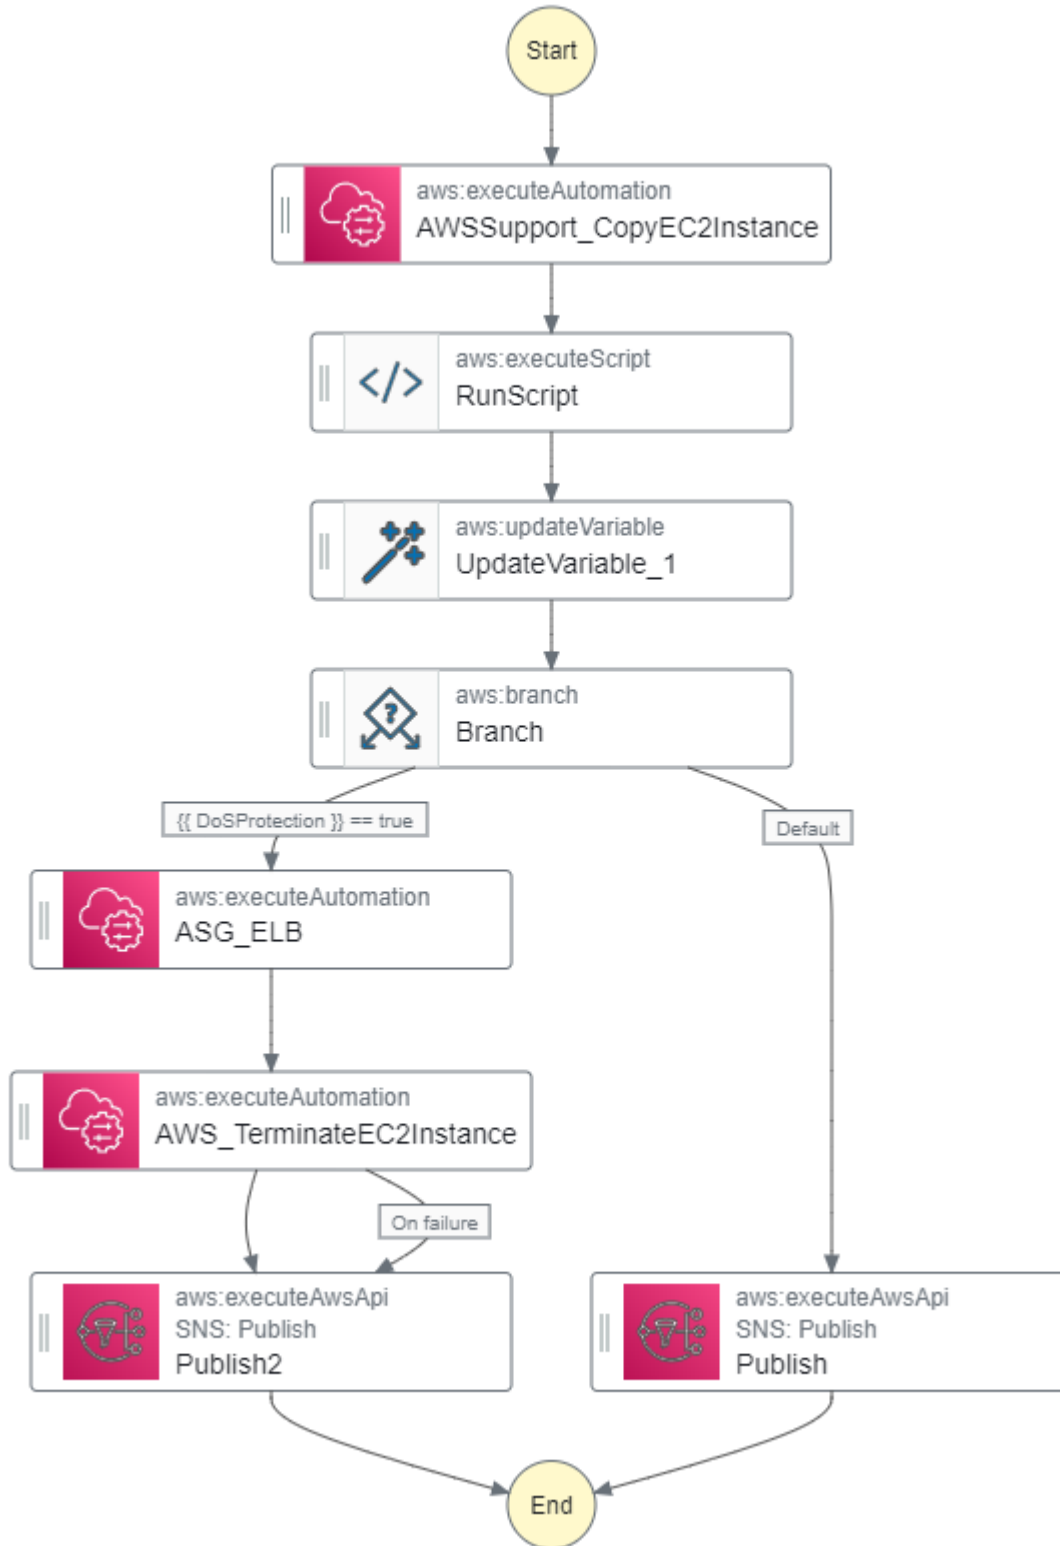 Start
aws:executeAutomation
AWSSupport_CopyEC2Instance
aws:executeScript
RunScript
aws:updateVariable
UpdateVariable_1
aws:branch
Branch
{{ DoSProtection }} == true
Default
aws:executeAutomation
ASG_ELB
aws:executeAutomation
AWS_TerminateEC2Instance
On failure
aws:executeAwsApi
SNS: Publish
Publish2
aws:executeAwsApi
SNS: Publish
Publish
End